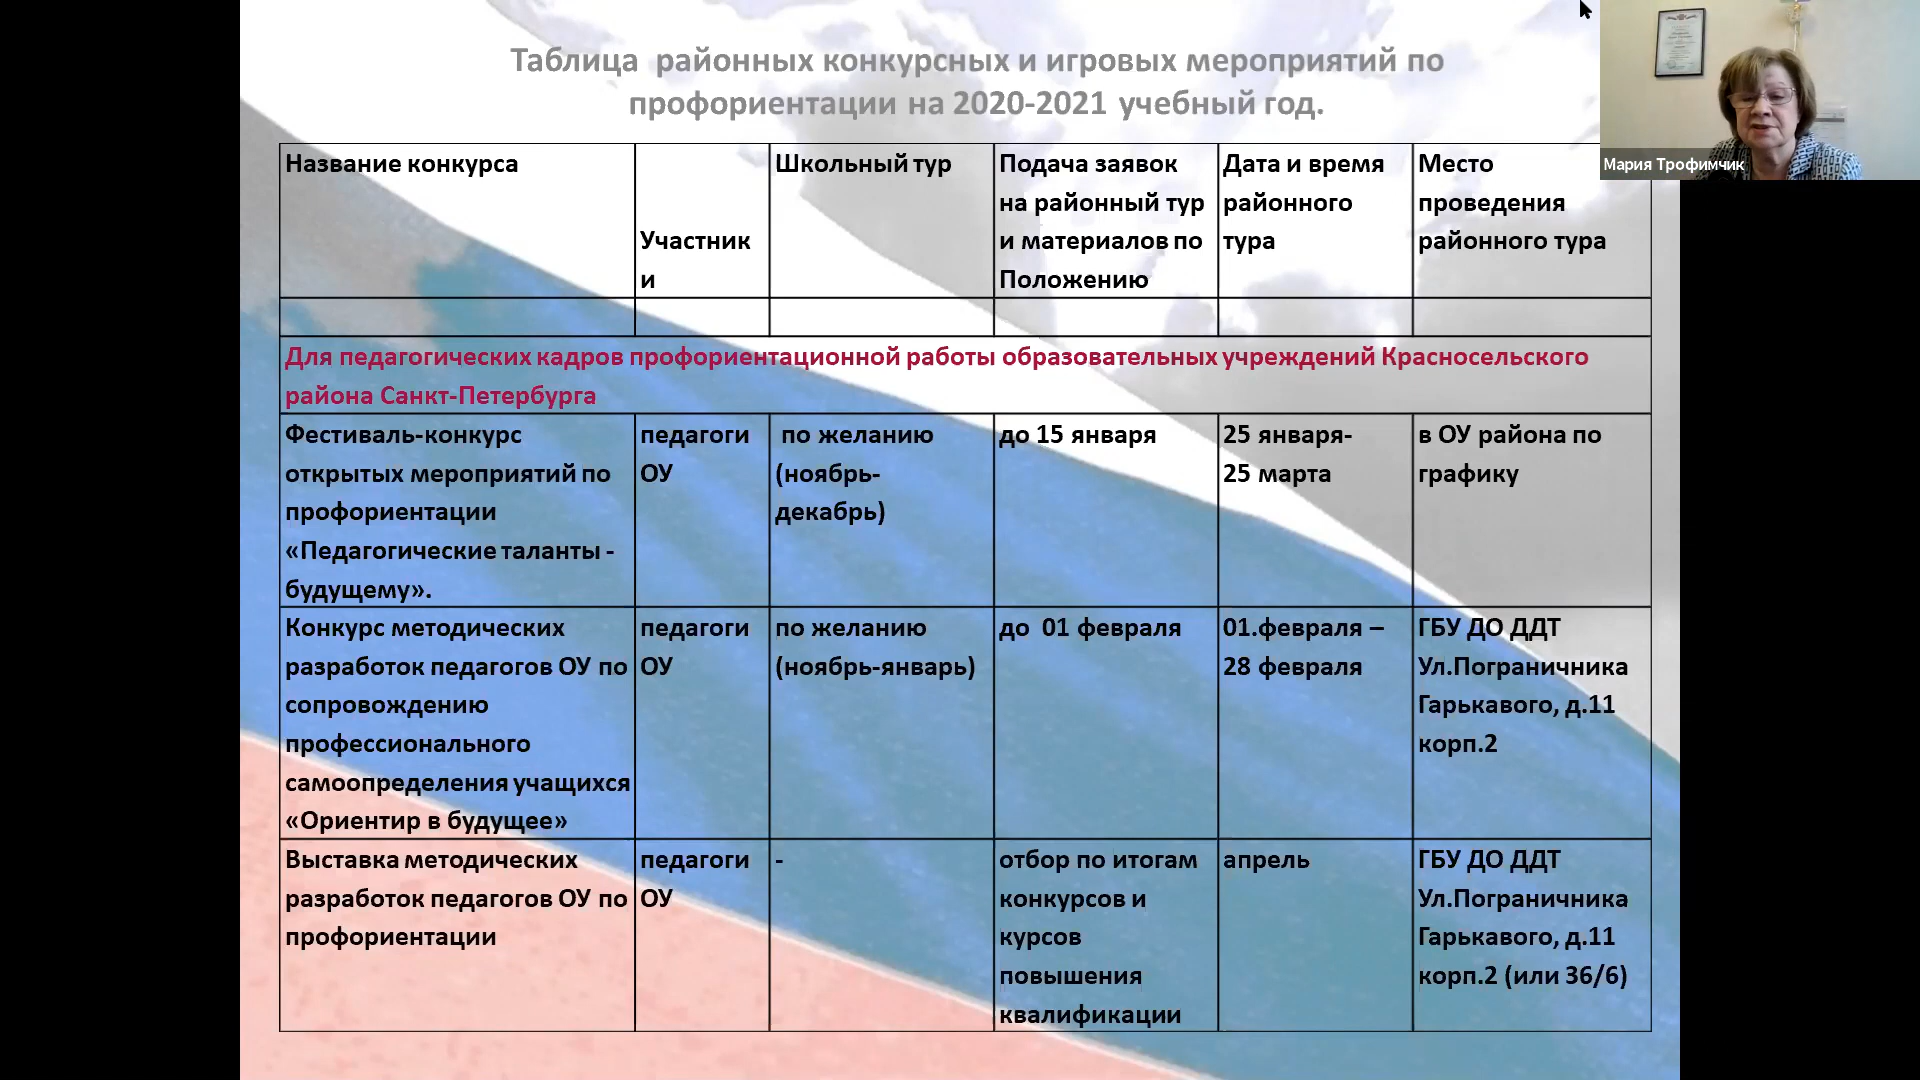 Таблица районных конкурсных и игровых мероприятий по
профориентации на 2020-2021 учебный год.
Мария Трофимчик
Название конкурса
Участник
и
Школьный тур
Подача заявок
на районный тур
и материалов по
Положению
Дата и время
районного
тура
Место
проведения
районного тура
Для педагогических кадров профориентационной работы образовательных учреждений Красносельского
района Санкт-Петербурга
Фестиваль-конкурс
открытых мероприятий по
профориентации
«Педагогические таланты -
будущему».
педагоги
ОУ
по желанию
(ноябрь-
декабрь)
до 15 января
25 января-
25 марта
в ОУ района по
графику
Конкурс методических
разработок педагогов ОУ по
сопровождению
профессионального
самоопределения учащихся
«Ориентир в будущее»
педагоги
ОУ
по желанию
(ноябрь-январь)
до 01 февраля
01.февраля –
28 февраля
ГБУ ДО ДДТ
Ул.Пограничника
Гарькавого, д.11
корп.2
Выставка методических
разработок педагогов ОУ по
профориентации
педагоги
ОУ
-
отбор по итогам
конкурсов и
курсов
повышения
квалификации
апрель
ГБУ ДО ДДТ
Ул.Пограничника
Гарькавого, д.11
корп.2 (или 36/6)